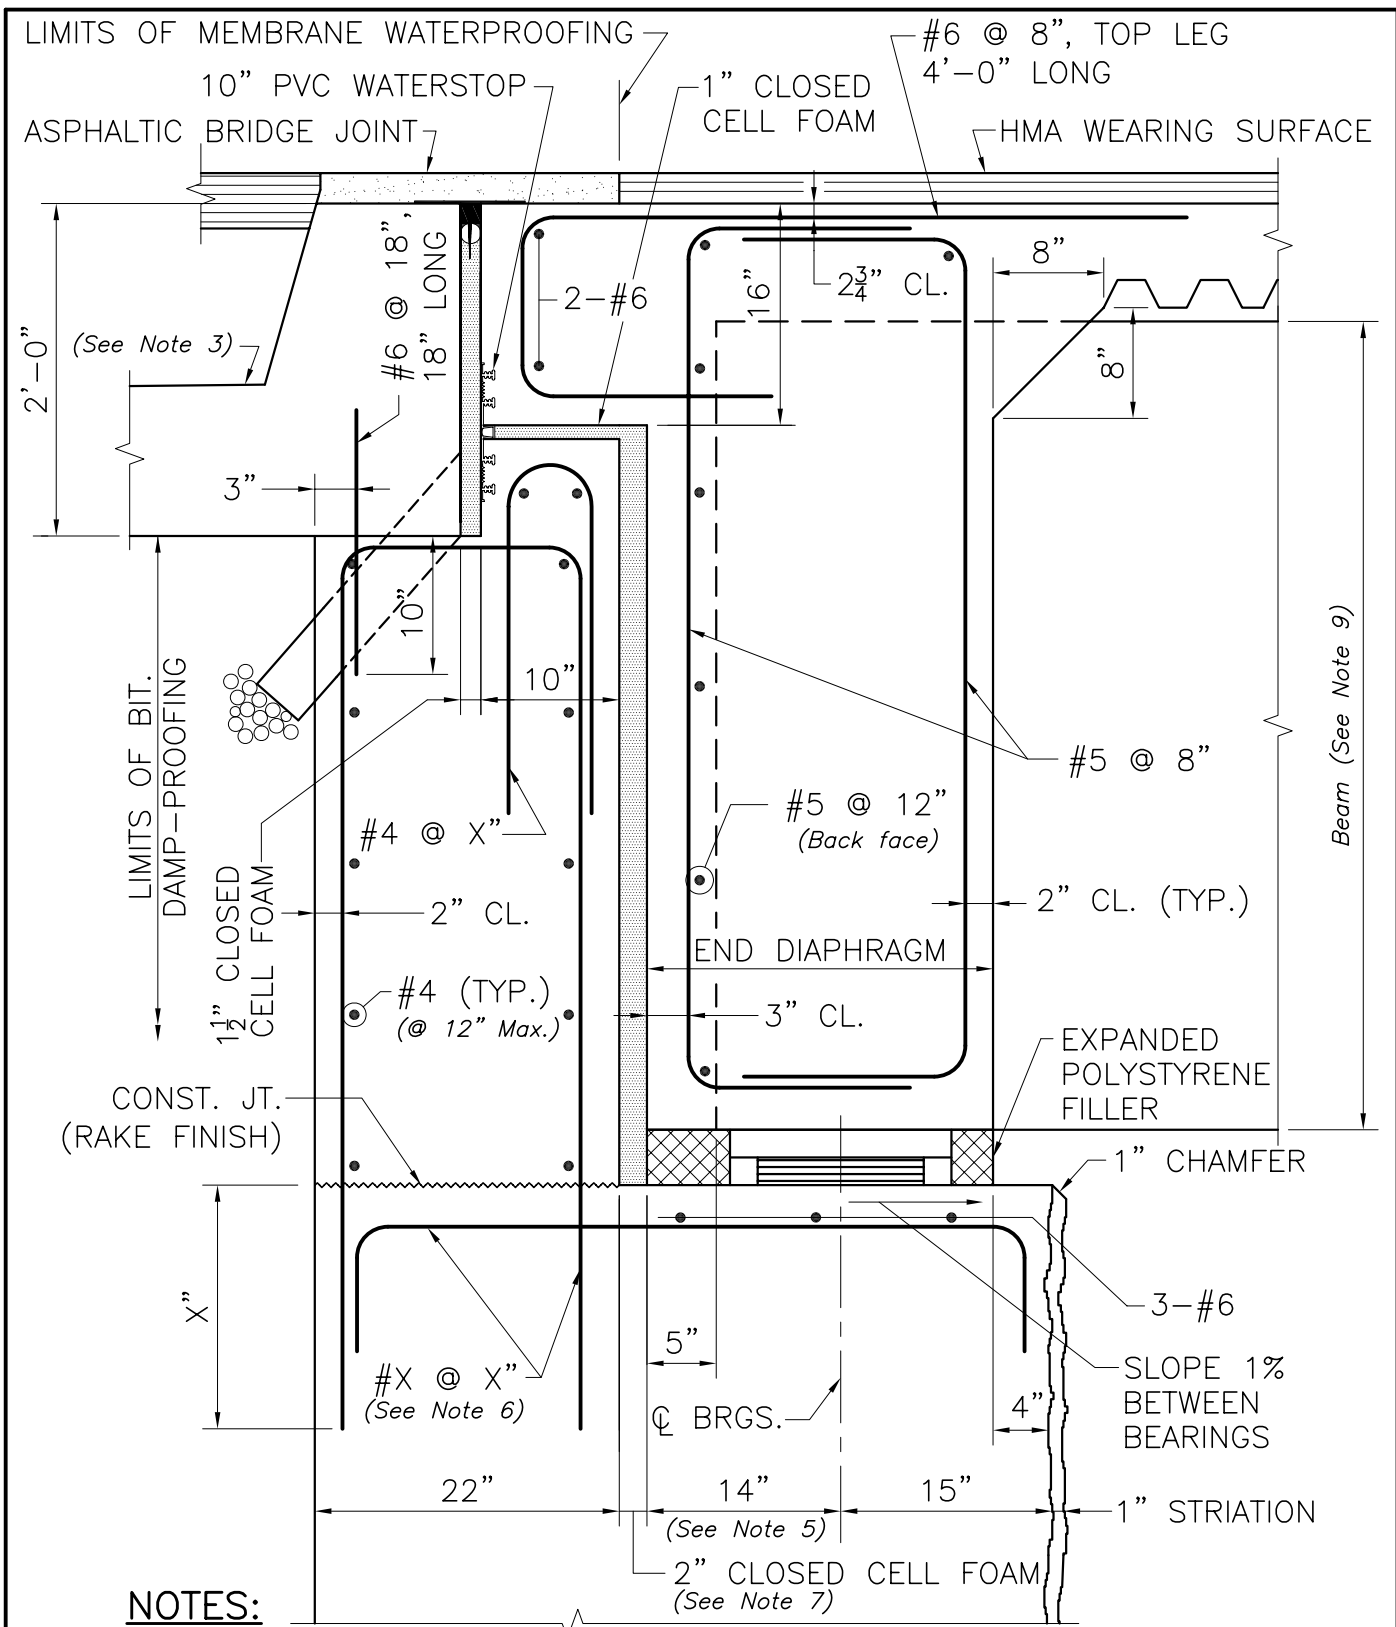 LIMITS OF MEMBRANE WATERPROOFING
#6 @ 8", TOP LEG
4'-0" LONG
10" PVC WATERSTOP
1" CLOSED
CELL FOAM
ASPHALTIC BRIDGE JOINT
HMA WEARING SURFACE
2'-0"
(See Note 3)
#6 @ 18",
18" LONG
2-#6
16"
2¾" CL.
8"
8"
3"
10"
10"
LIMITS OF BIT.
DAMP-PROOFING
1½" CLOSED
CELL FOAM
#4 @ X"
#5 @ 8"
#5 @ 12"
(Back face)
Beam (See Note 9)
2" CL.
2" CL. (TYP.)
END DIAPHRAGM
#4 (TYP.)
(@ 12" Max.)
3" CL.
EXPANDED
POLYSTYRENE
FILLER
CONST. JT.
(RAKE FINISH)
1" CHAMFER
X"
3-#6
5"
#X @ X"
(See Note 6)
℄ BRGS.
4"
SLOPE 1%
BETWEEN
BEARINGS
22"
14"
(See Note 5)
15"
1" STRIATION
2" CLOSED CELL FOAM
(See Note 7)
NOTES: